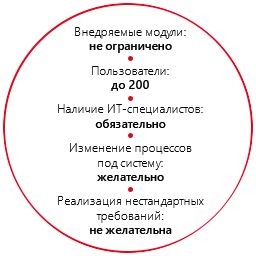 Внедряемые модули:
не ограничено
Пользователи:
до 200
Наличие ИТ-специалистов:
обязательно
Изменение процессов
под систему:
желательно
Реализация нестандартных
требований:
не желательна